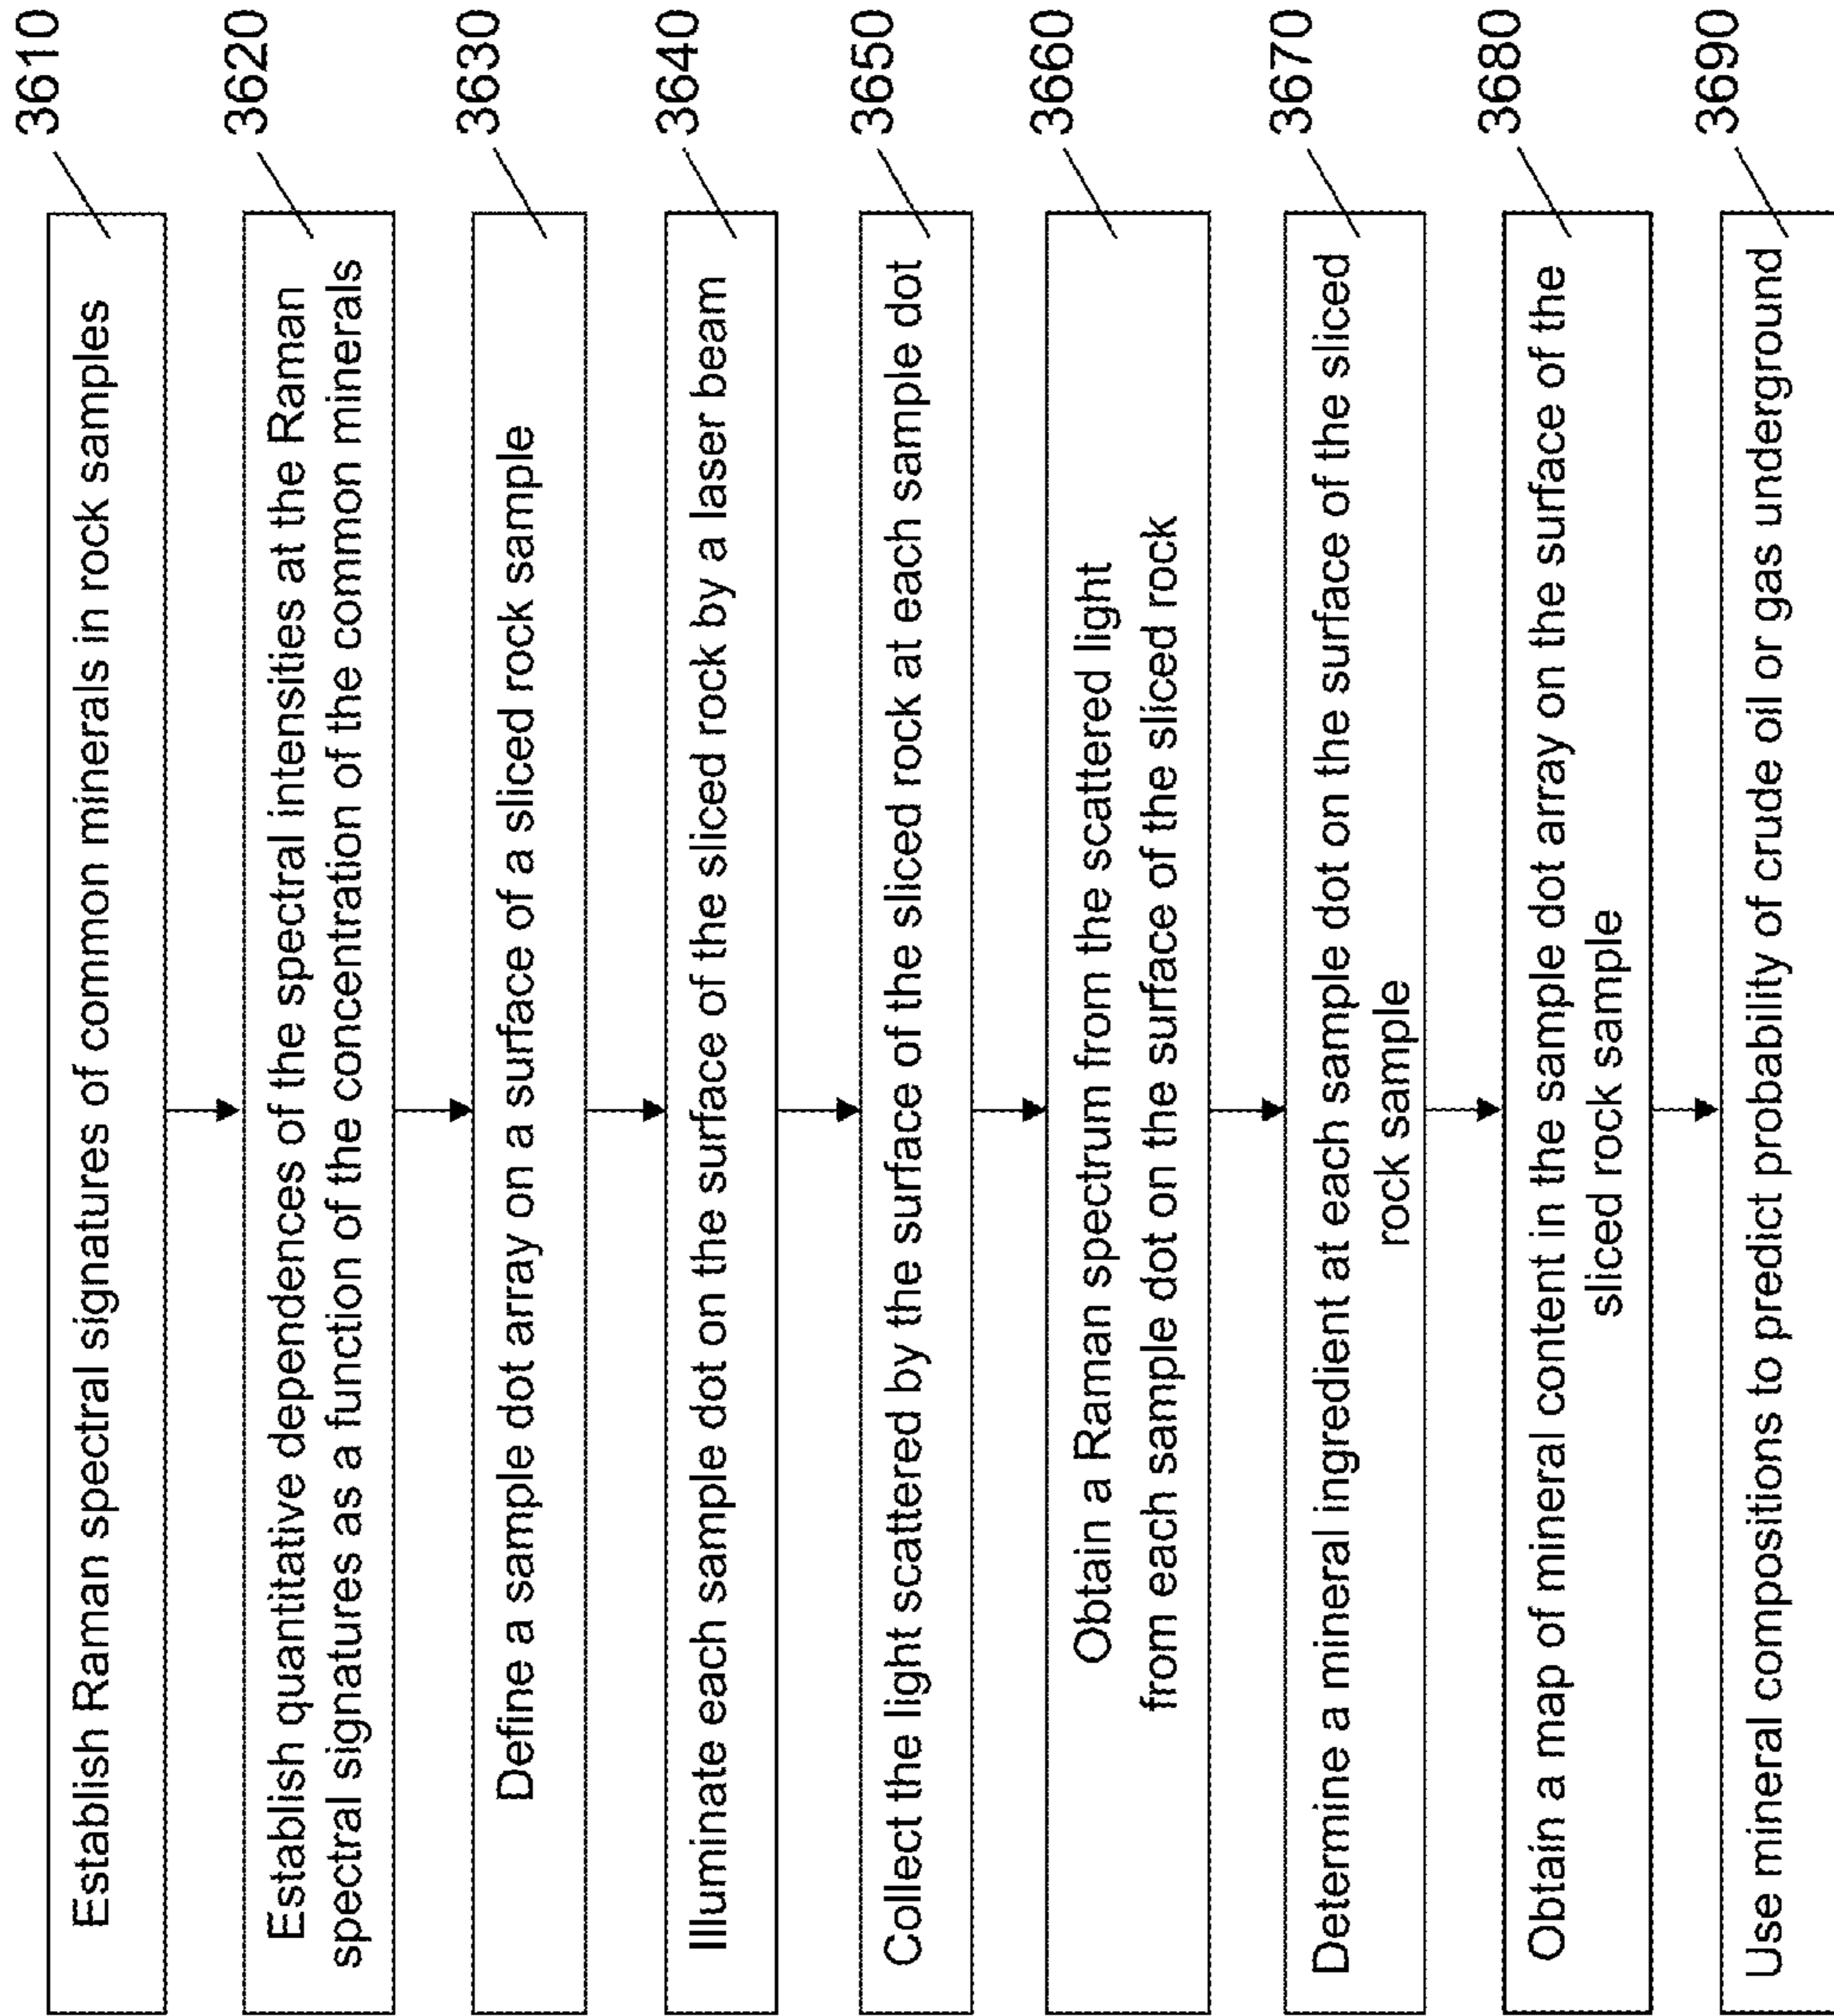 Establish Raman spectral signatures of common minerals in rock samples
3610
Establish quantitative dependences of the spectral intensities at the Raman
spectral signatures as a function of the concentration of the common minerals
3620
Define a sample dot array on a surface of a sliced rock sample
3630
Illuminate each sample dot on the surface of the sliced rock by a laser beam
3640
Collect the light scattered by the surface of the sliced rock at each sample dot
3650
Obtain a Raman spectrum from the scattered light
from each sample dot on the surface of the sliced rock
3660
Determine a mineral ingredient at each sample dot on the surface of the sliced
rock sample
3670
Obtain a map of mineral content in the sample dot array on the surface of the
sliced rock sample
3680
Use mineral compositions to predict probability of crude oil or gas underground
3690